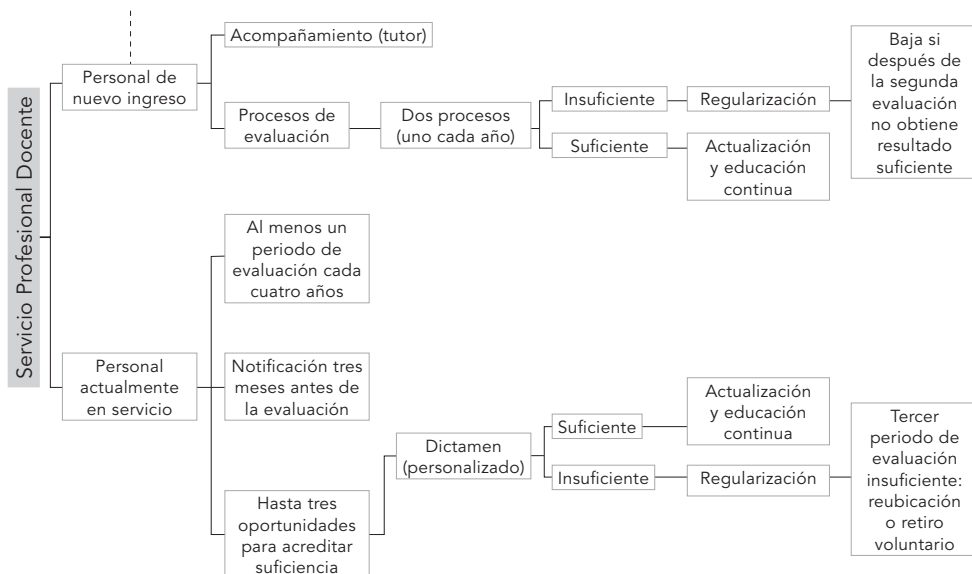 Servicio Profesional Docente
Personal de
nuevo ingreso
Acompañamiento (tutor)
Procesos de
evaluación
Dos procesos
(uno cada año)
Insuficiente
Regularización
Baja si
después de
la segunda
evaluación
no obtiene
resultado
suficiente
Suficiente
Actualización
y educación
continua
Personal
actualmente
en servicio
Al menos un
periodo de
evaluación cada
cuatro años
Notificación tres
meses antes de
la evaluación
Hasta tres
oportunidades
para acreditar
suficiencia
Dictamen
(personalizado)
Suficiente
Actualización
y educación
continua
Insuficiente
Regularización
Tercer
periodo de
evaluación
insuficiente:
reubicación
o retiro
voluntario